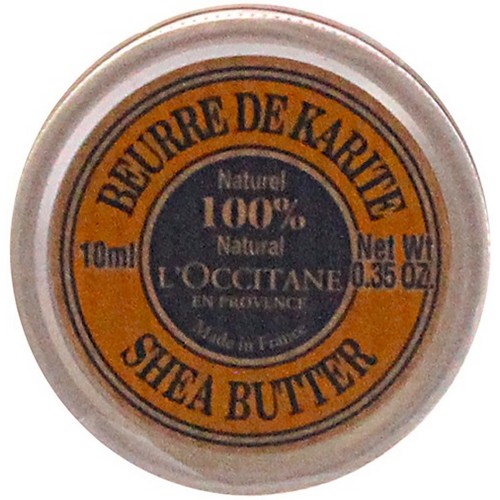 BEURRE DE KARITE
Naturel
100%
Natural
L'OCCITANE
EN PROVENCE
Made in France
10ml
Net Wt
0.35 OZ.
SHEA BUTTER